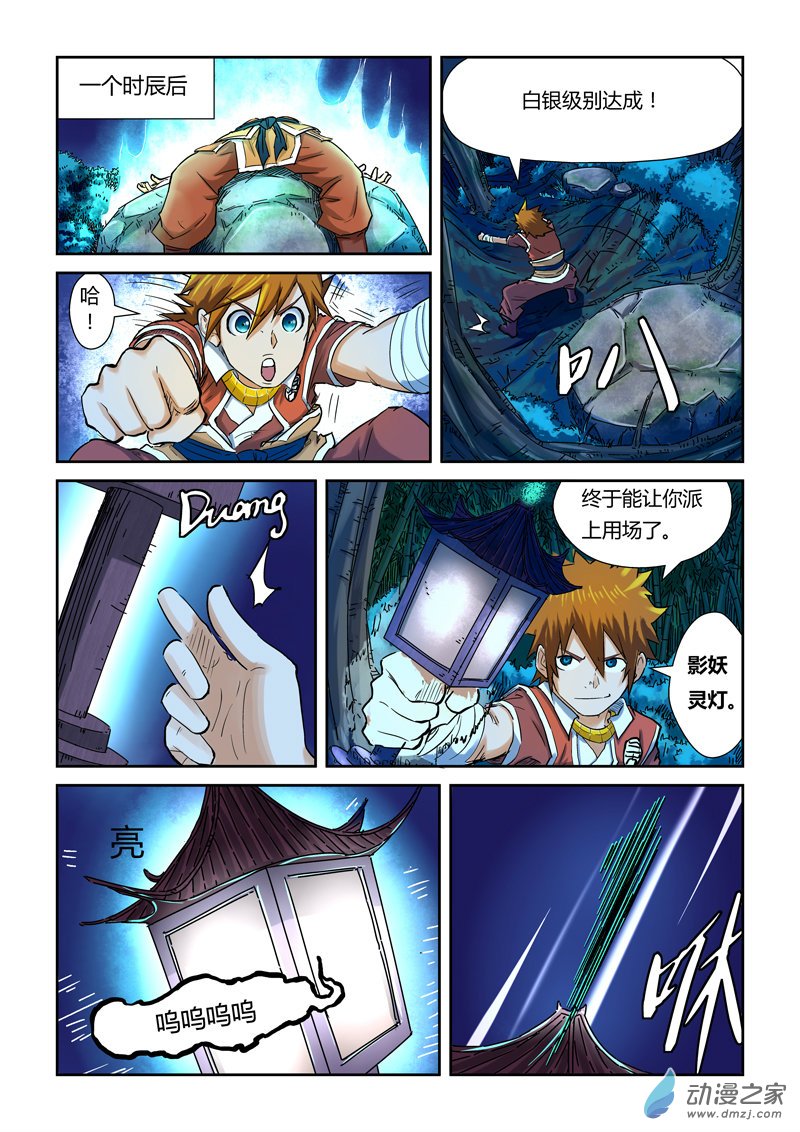 一个时辰后
白银级别达成！
哈！
叭
Duang
终于能让你派
上用场了。
影妖
灵灯。
亮
呜呜呜呜
咻
动漫之家
www.dmzj.com